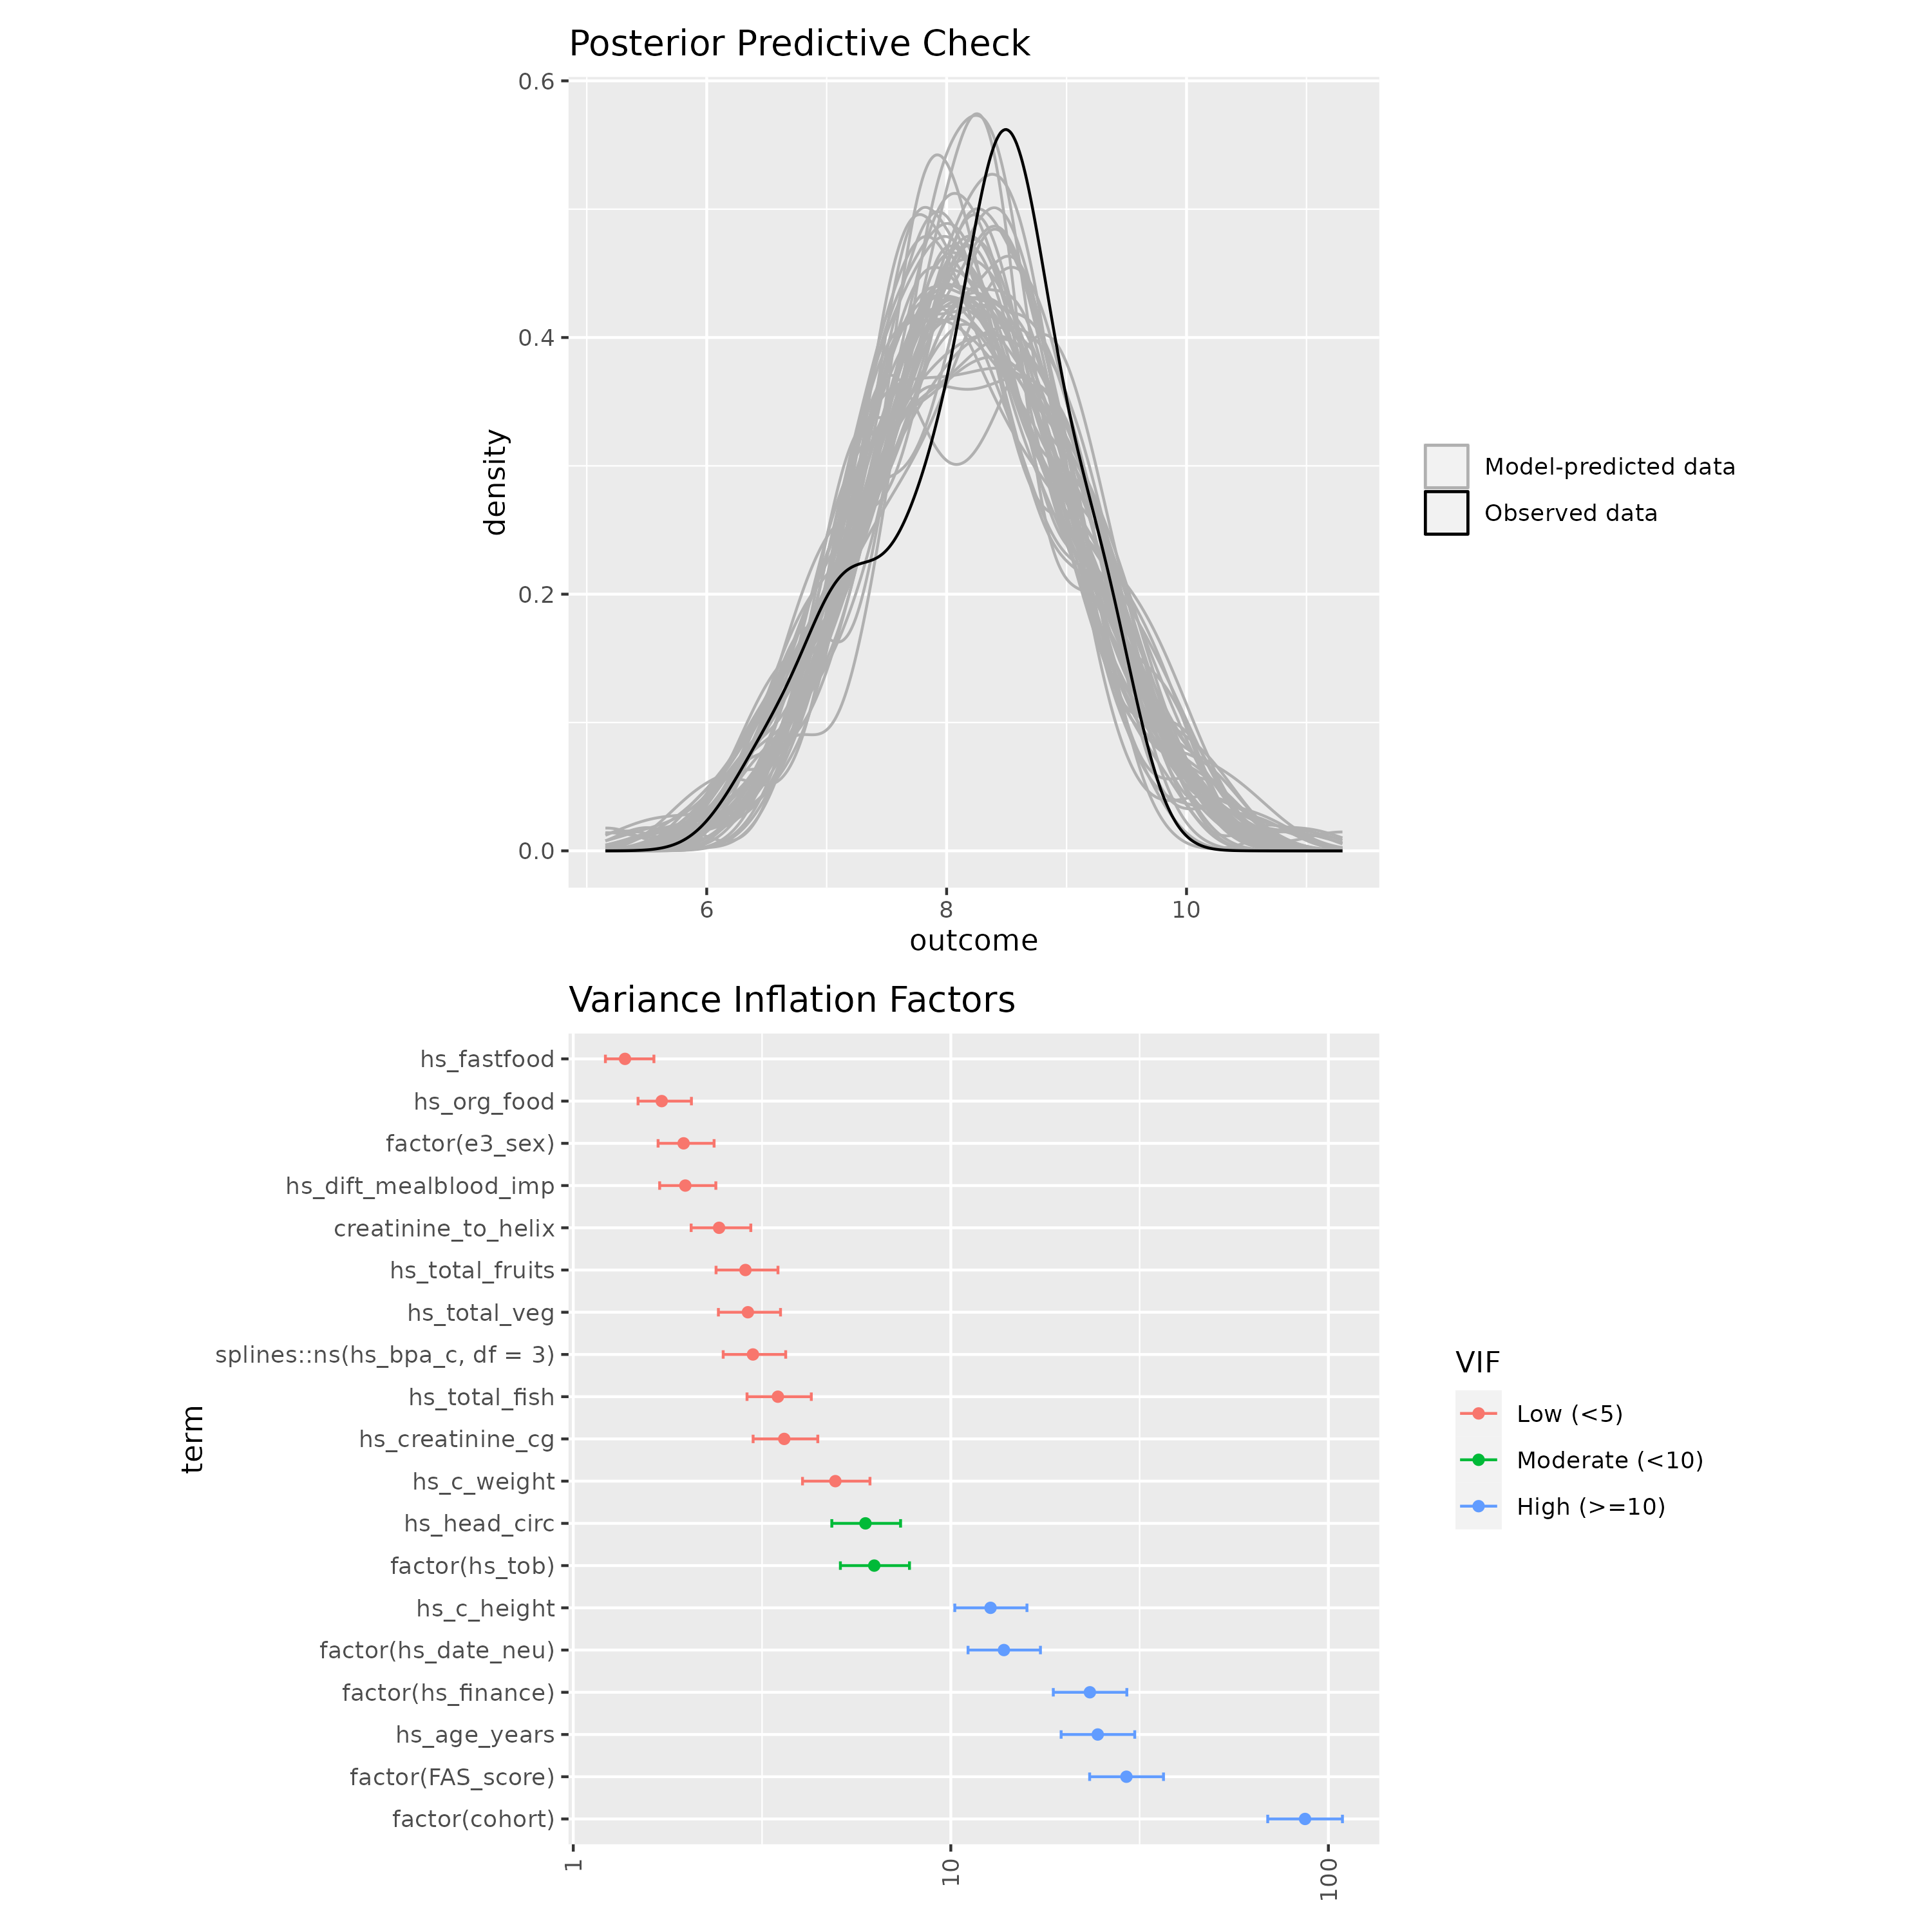 Posterior Predictive Check
0.6
0.4
0.2
0.0
density
6
8
10
outcome
Model-predicted data
Observed data
Variance Inflation Factors
term
hs_fastfood
hs_org_food
factor(e3_sex)
hs_dift_mealblood_imp
creatinine_to_helix
hs_total_fruits
hs_total_veg
splines::ns(hs_bpa_c, df = 3)
hs_total_fish
hs_creatinine_cg
hs_c_weight
hs_head_circ
factor(hs_tob)
hs_c_height
factor(hs_date_neu)
factor(hs_finance)
hs_age_years
factor(FAS_score)
factor(cohort)
1
10
100
VIF
Low (<5)
Moderate (<10)
High (>=10)